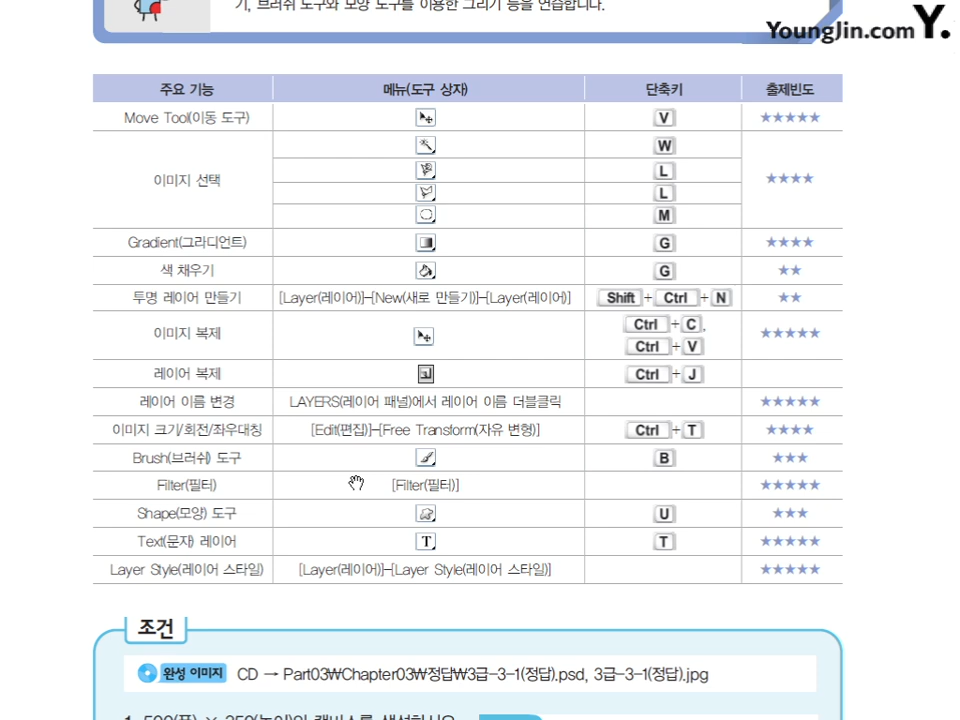 기, 브러쉬 도구와 모양 도구를 이용한 그리기 등을 연습합니다.
YoungJin.com Y.
주요 기능 메뉴(도구 상자) 단축키 출제빈도
Move Tool(이동 도구) V ★★★★★
이미지 선택 W ★★★★
L
L
M
Gradient(그라디언트) G ★★★★
색 채우기 G ★★
투명 레이어 만들기 [Layer(레이어)]-[New(새로 만들기)]-[Layer(레이어)] Shift + Ctrl + N ★★
이미지 복제 Ctrl + C, ★★★★★
Ctrl + V
레이어 복제 Ctrl + J
레이어 이름 변경 LAYERS(레이어 패널)에서 레이어 이름 더블클릭 ★★★★★
이미지 크기/회전/좌우대칭 [Edit(편집)]-[Free Transform(자유 변형)] Ctrl + T ★★★★
Brush(브러쉬) 도구 B ★★★
Filter(필터) [Filter(필터)] ★★★★★
Shape(모양) 도구 U ★★★
Text(문자) 레이어 T T ★★★★★
Layer Style(레이어 스타일) [Layer(레이어)]-[Layer Style(레이어 스타일)] ★★★★★
조건
완성 이미지 CD → Part03₩Chapter03₩정답₩3급-3-1(정답).psd, 3급-3-1(정답).jpg